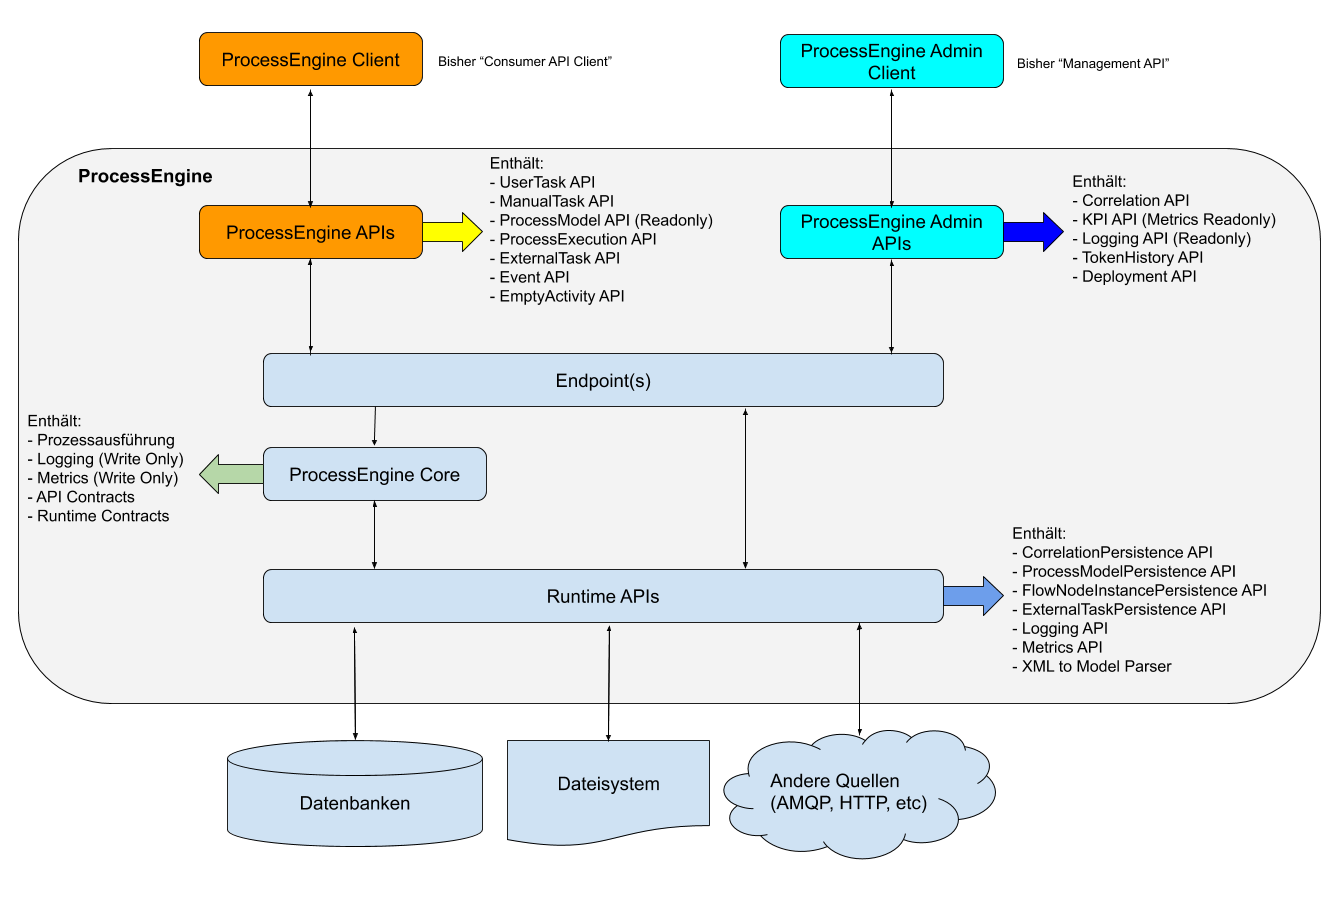 ProcessEngine Client
Bisher “Consumer API Client”
ProcessEngine Admin
Client
Bisher “Management API”
ProcessEngine
ProcessEngine APIs
Enthält:
- UserTask API
- ManualTask API
- ProcessModel API (Readonly)
- ProcessExecution API
- ExternalTask API
- Event API
- EmptyActivity API
ProcessEngine Admin
APIs
Enthält:
- Correlation API
- KPI API (Metrics Readonly)
- Logging API (Readonly)
- TokenHistory API
- Deployment API
Endpoint(s)
Enthält:
- Prozessausführung
- Logging (Write Only)
- Metrics (Write Only)
- API Contracts
- Runtime Contracts
ProcessEngine Core
Runtime APIs
Enthält:
- CorrelationPersistence API
- ProcessModelPersistence API
- FlowNodeInstancePersistence API
- ExternalTaskPersistence API
- Logging API
- Metrics API
- XML to Model Parser
Datenbanken
Dateisystem
Andere Quellen
(AMQP, HTTP, etc)